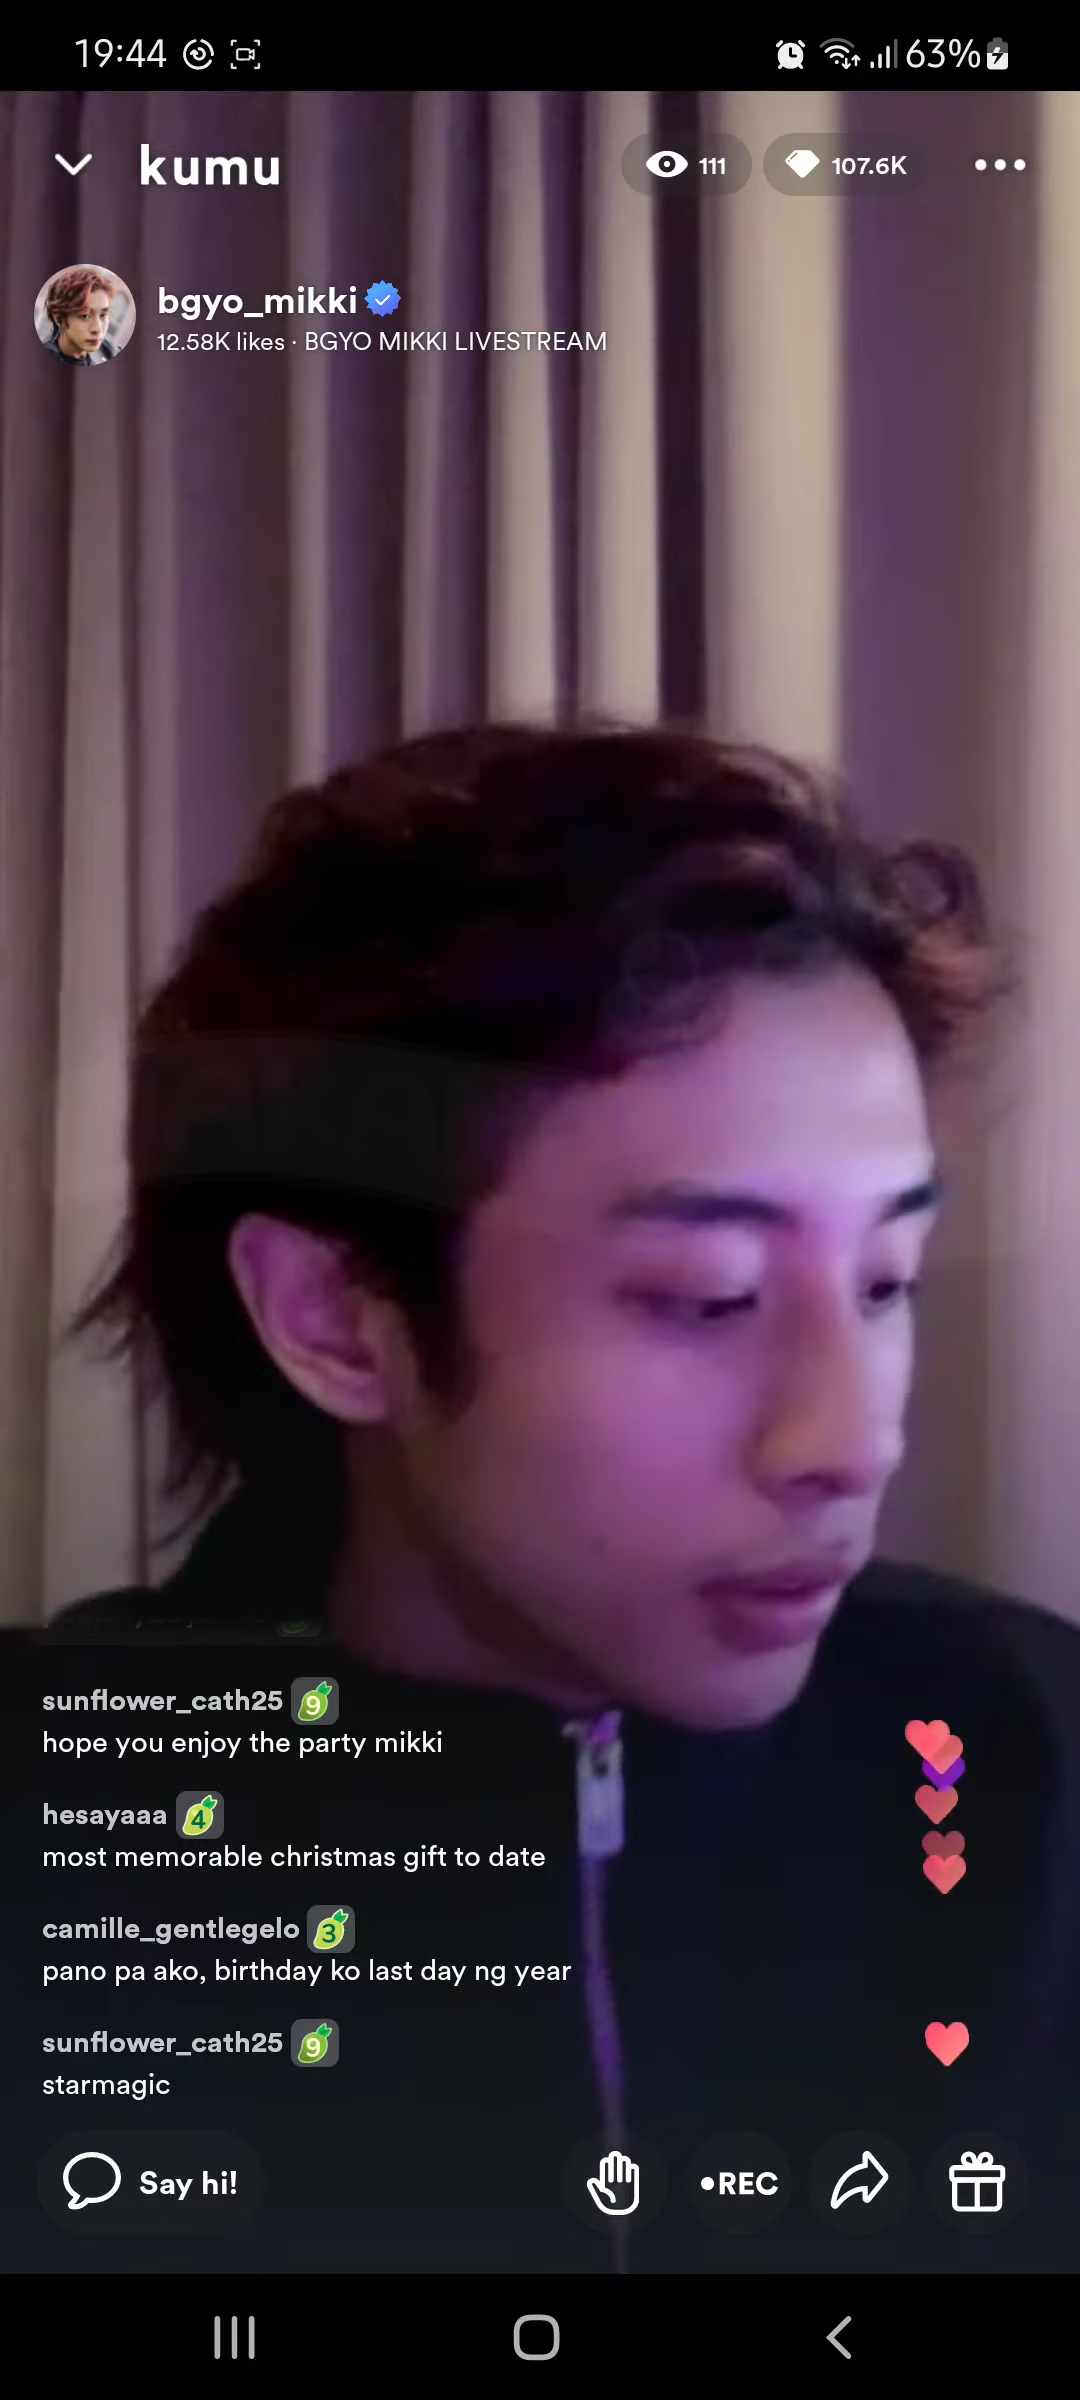 19:44
63%
kumu
111
107.6K
bgyo_mikki
12.58K likes · BGYO MIKKI LIVESTREAM
sunflower_cath25 9
hope you enjoy the party mikki
hesayaaa 4
most memorable christmas gift to date
camille_gentlegelo 3
pano pa ako, birthday ko last day ng year
sunflower_cath25 9
starmagic
Say hi!
•REC